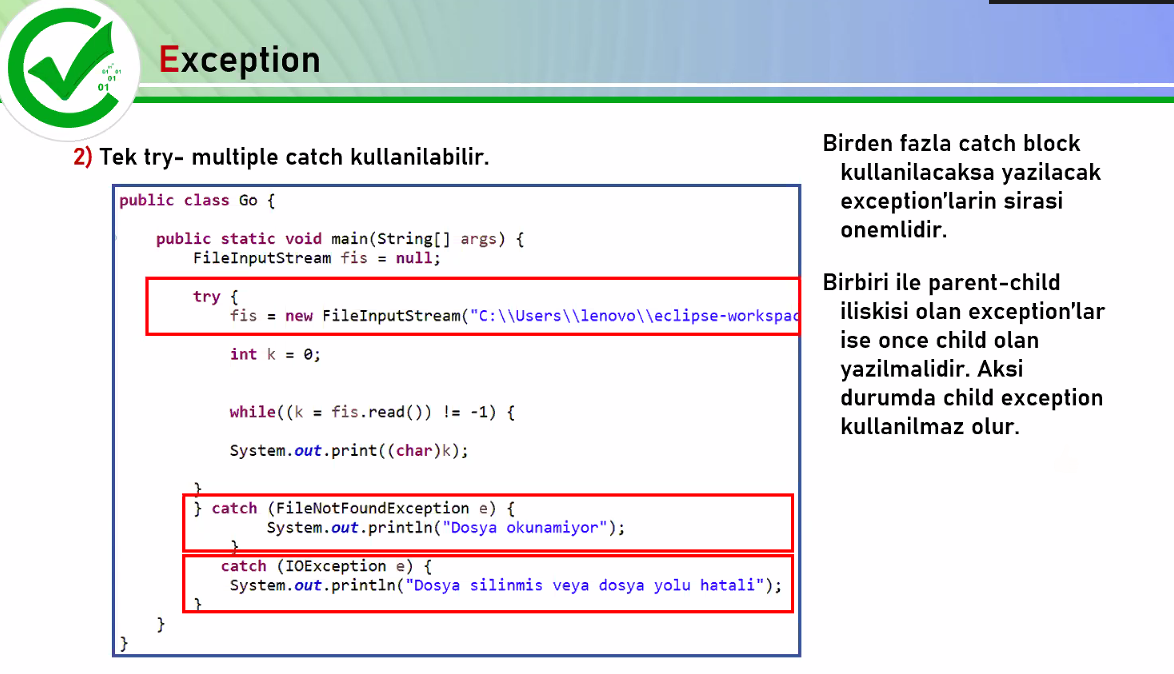 Exception
2) Tek try- multiple catch kullanilabilir.
public class Go {
public static void main(String[] args) {
FileInputStream fis = null;
try {
fis = new FileInputStream("C:\\Users\\lenovo\\eclipse-workspac
int k = 0;
while((k = fis.read()) != -1) {
System.out.print((char)k);
}
} catch (FileNotFoundException e) {
System.out.println("Dosya okunamiyor");
}
catch (IOException e) {
System.out.println("Dosya silinmis veya dosya yolu hatali");
}
}
}
Birden fazla catch block
kullanilacaksa yazilacak
exception'larin sirasi
onemlidir.
Birbiri ile parent-child
iliskisi olan exception'lar
ise once child olan
yazilmalidir. Aksi
durumda child exception
kullanilmaz olur.
01 01
01
01